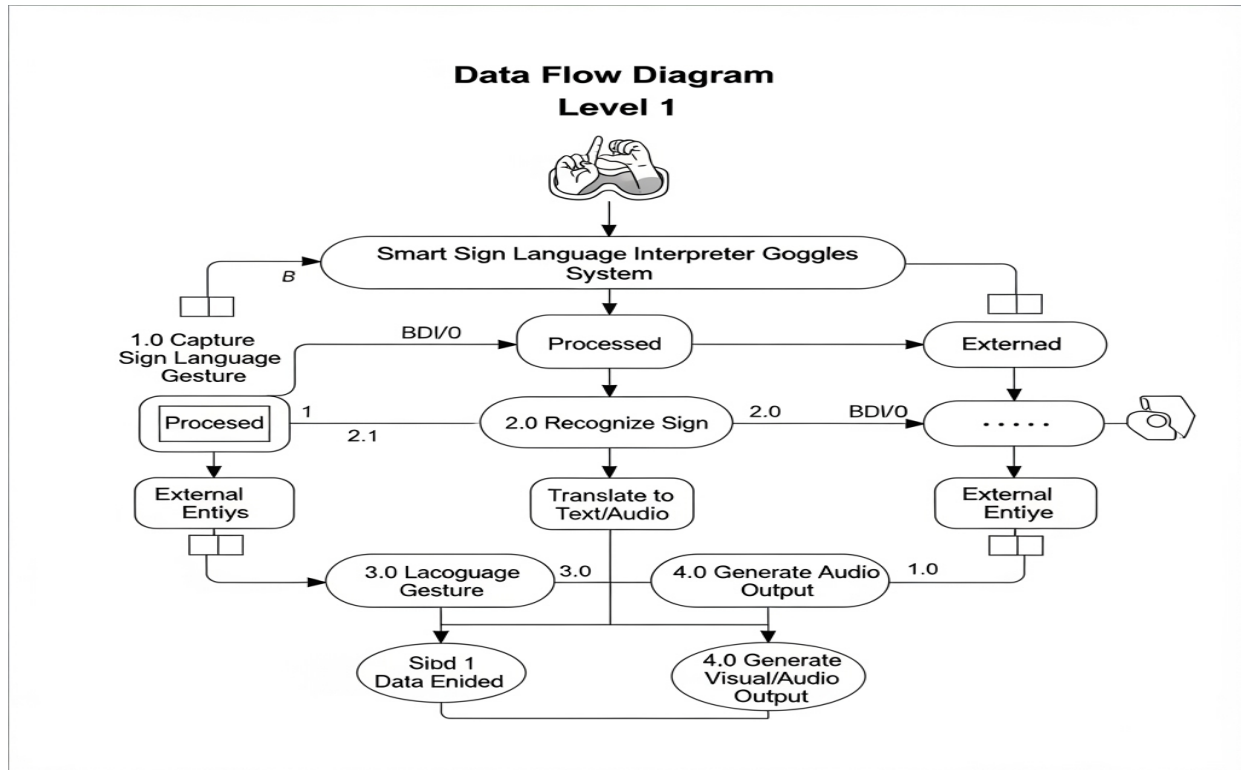 Data Flow Diagram
Level 1
Smart Sign Language Interpreter Goggles
System
B
1.0 Capture
Sign Language
Gesture
BDI/0
Processed
Externed
Procesed
1
2.1
2.0 Recognize Sign
2.0
BDI/0
.....
External
Entiys
Translate to
Text/Audio
External
Entiye
3.0 Lacoguage
Gesture
3.0
4.0 Generate Audio
Output
1.0
Sibd 1
Data Enided
4.0 Generate
Visual/Audio
Output